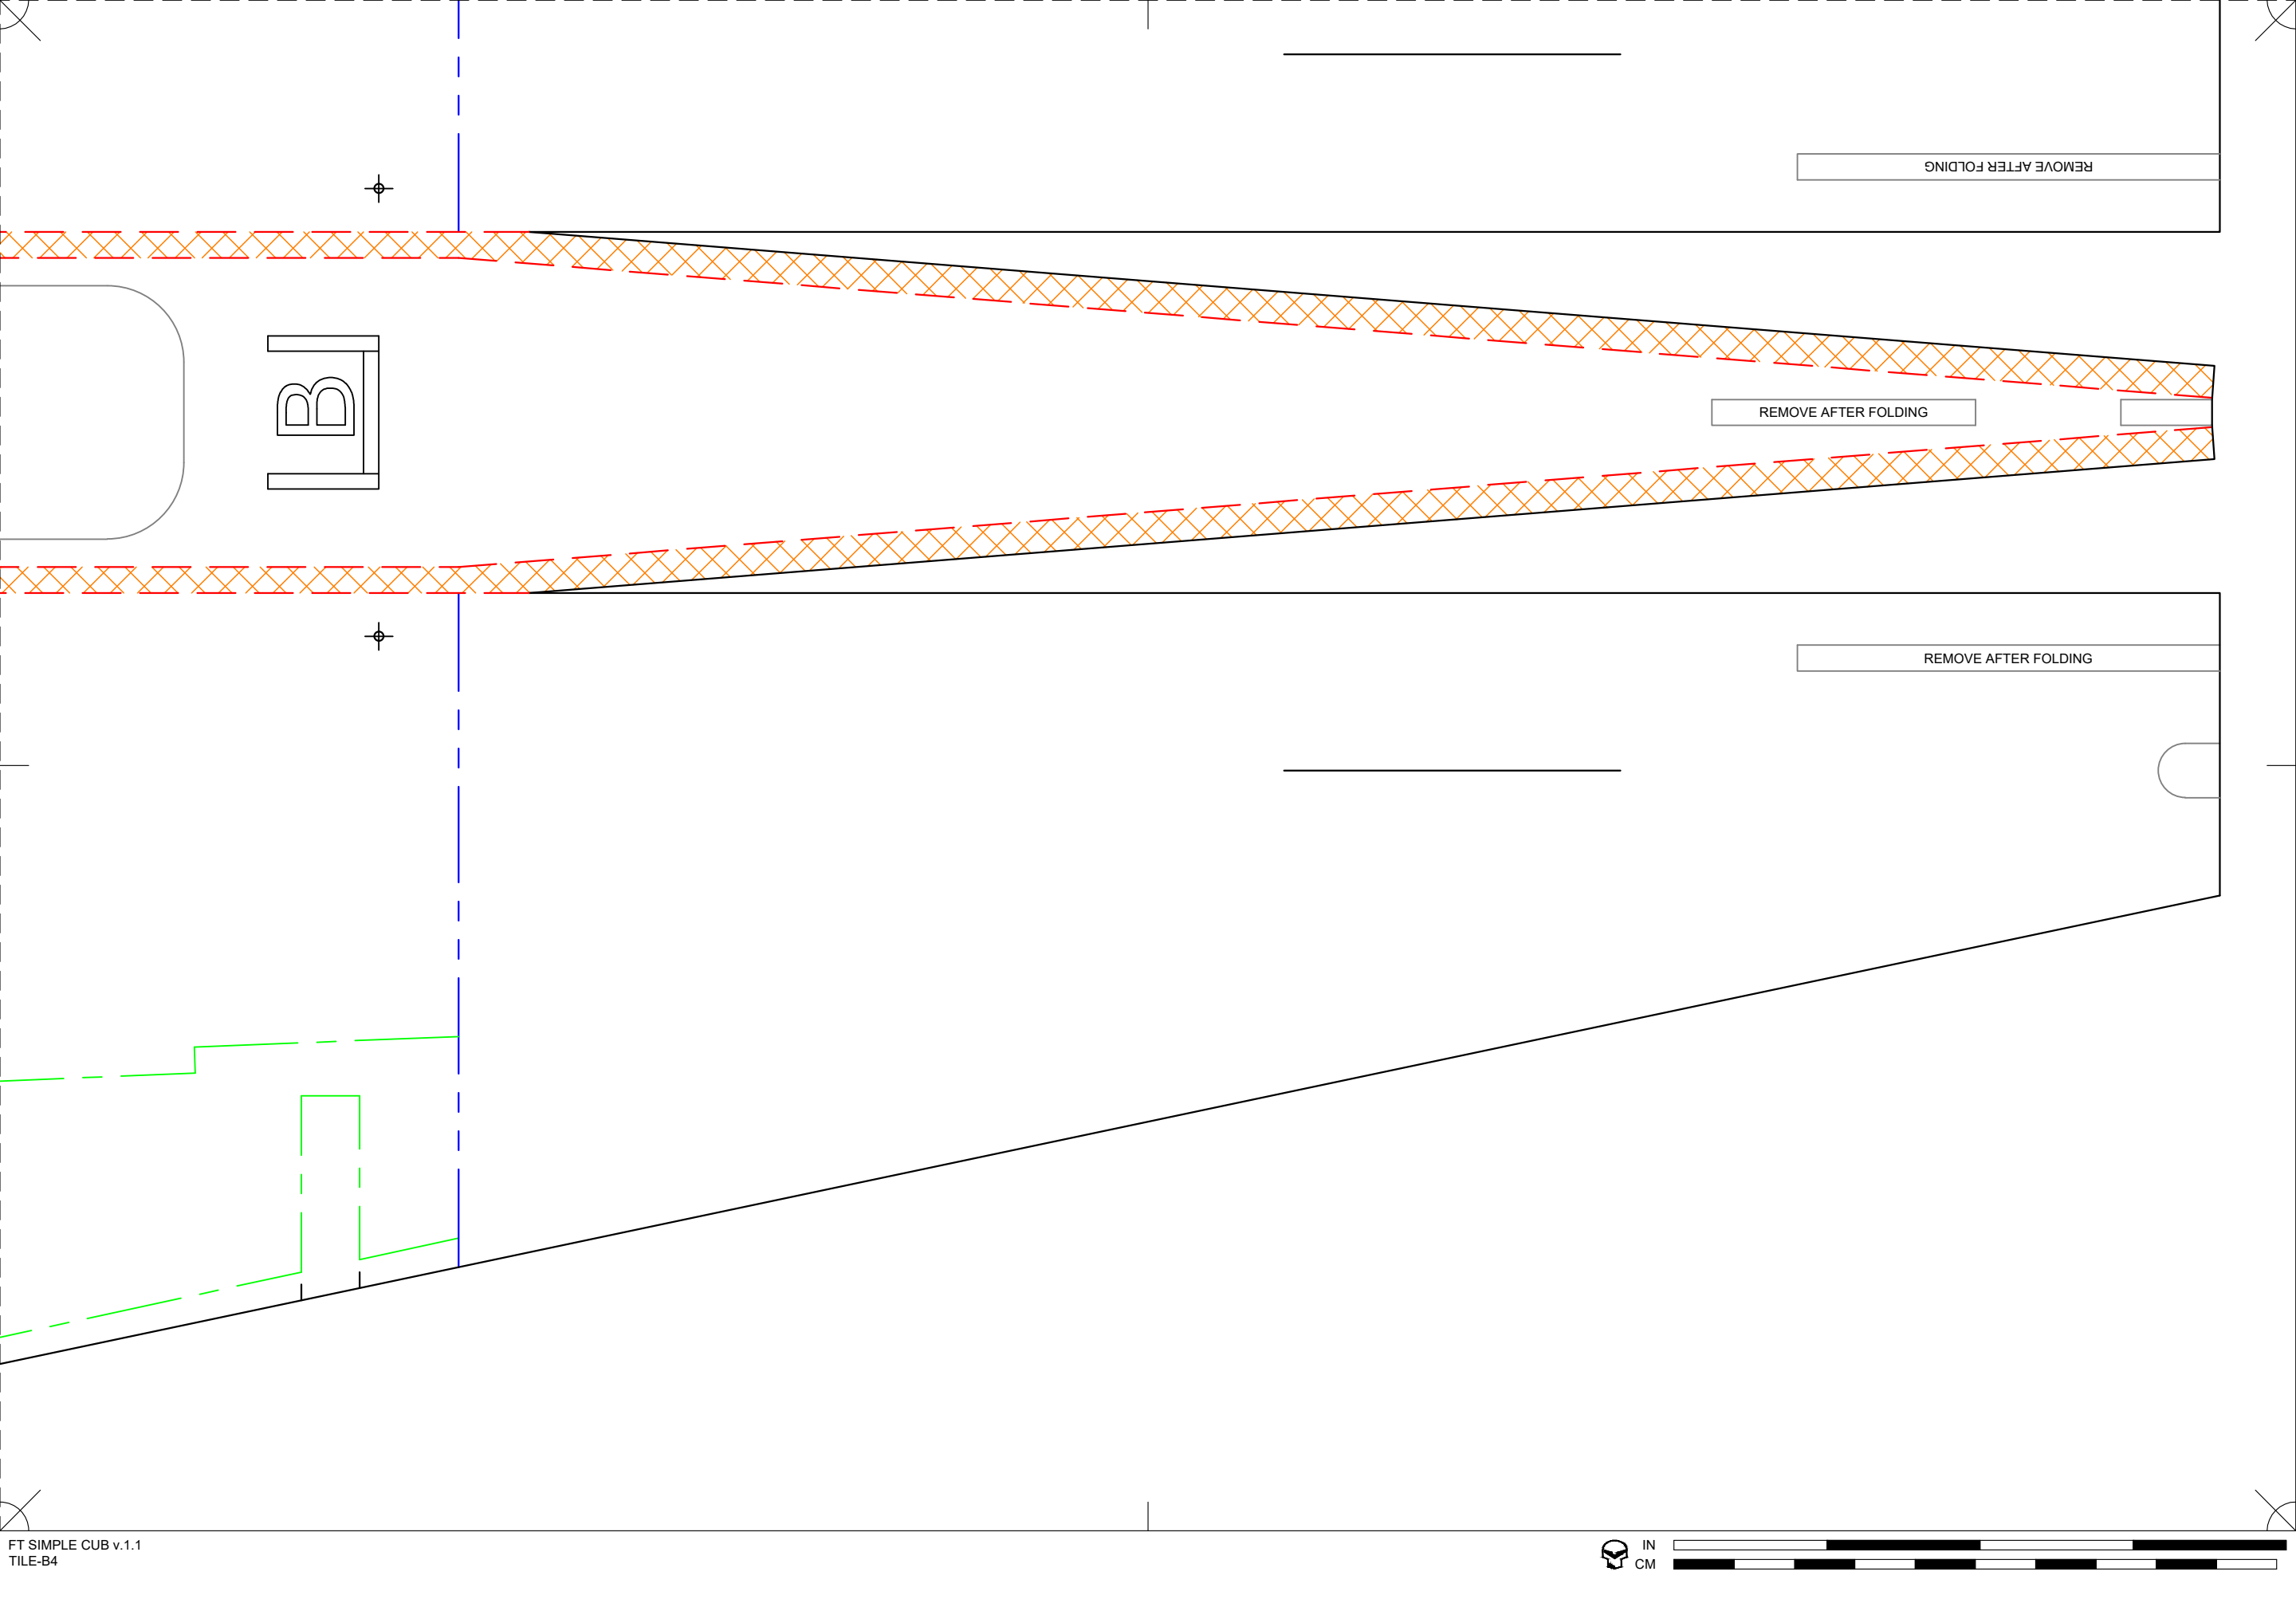 REMOVE AFTER FOLDING
B
REMOVE AFTER FOLDING
REMOVE AFTER FOLDING
FT SIMPLE CUB v.1.1
TILE-B4
IN
CM